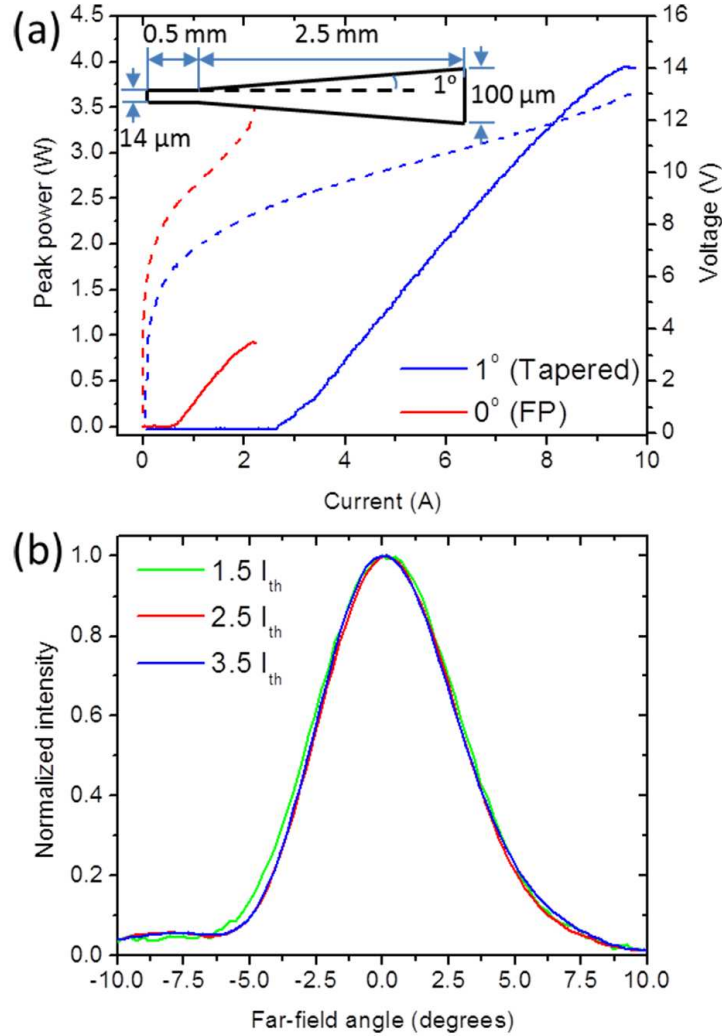 (a)
0.5 mm
2.5 mm
1º
100 µm
14 µm
4.5
4.0
3.5
3.0
2.5
2.0
1.5
1.0
0.5
0.0
Peak power (W)
16
14
12
10
8
6
4
2
0
Voltage (V)
1° (Tapered)
0° (FP)
0 2 4 6 8 10
Current (A)
(b)
1.5 I_th
2.5 I_th
3.5 I_th
1.0
0.8
0.6
0.4
0.2
0.0
Normalized intensity
-10.0 -7.5 -5.0 -2.5 0.0 2.5 5.0 7.5 10.0
Far-field angle (degrees)